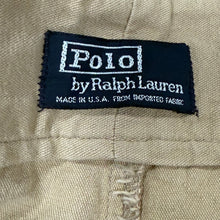 Polo
by Ralph Lauren
MADE IN U.S.A. FROM IMPORTED FABRIC